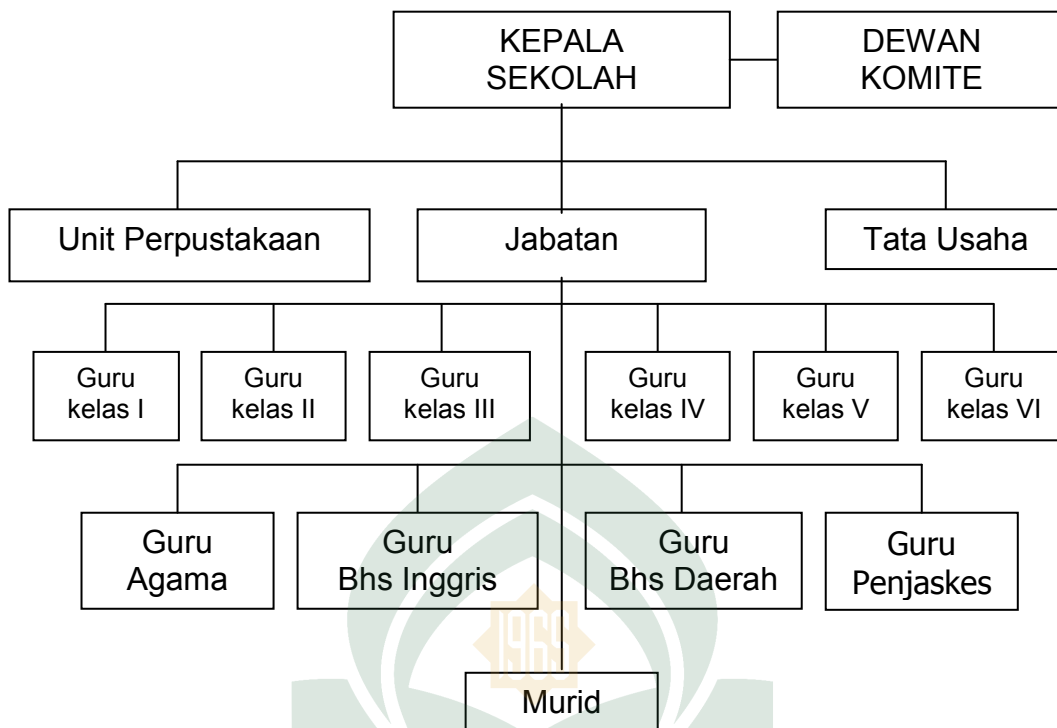 KEPALA
SEKOLAH
DEWAN
KOMITE
Unit Perpustakaan
Jabatan
Tata Usaha
Guru
kelas I
Guru
kelas II
Guru
kelas III
Guru
kelas IV
Guru
kelas V
Guru
kelas VI
Guru
Agama
Guru
Bhs Inggris
Guru
Bhs Daerah
Guru
Penjaskes
1965
Murid